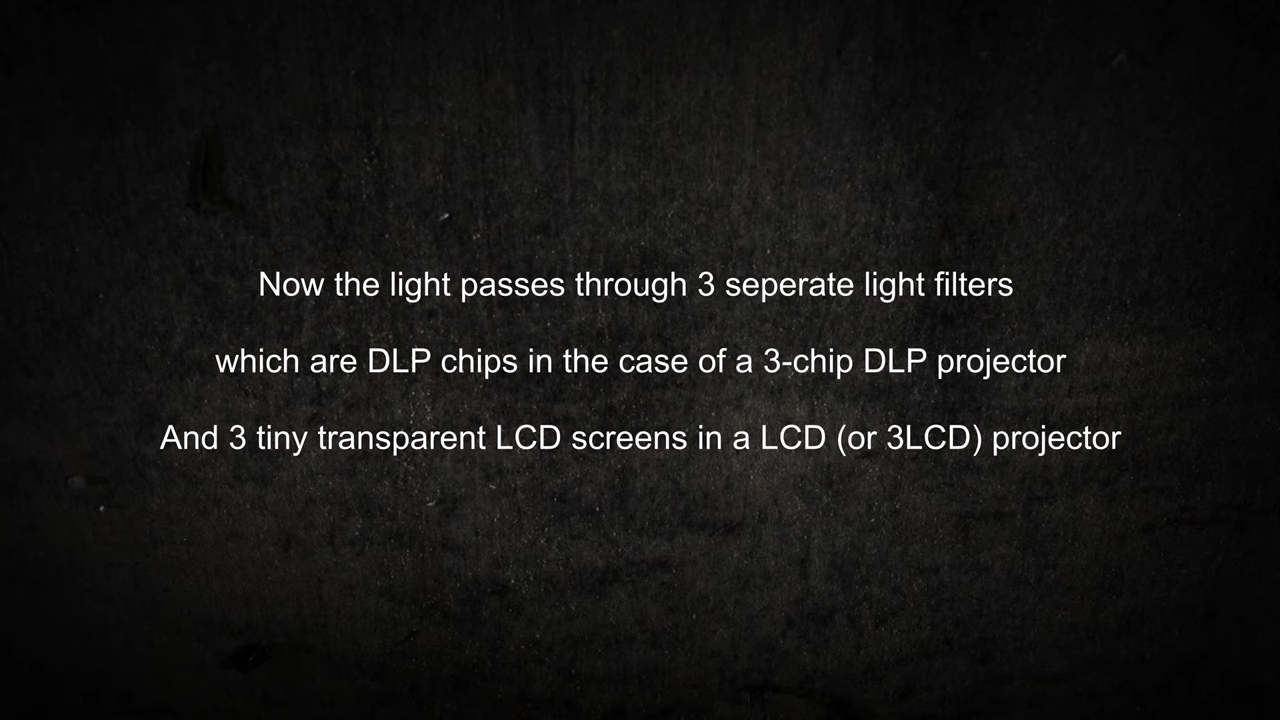 Now the light passes through 3 seperate light filters
which are DLP chips in the case of a 3-chip DLP projector
And 3 tiny transparent LCD screens in a LCD (or 3LCD) projector